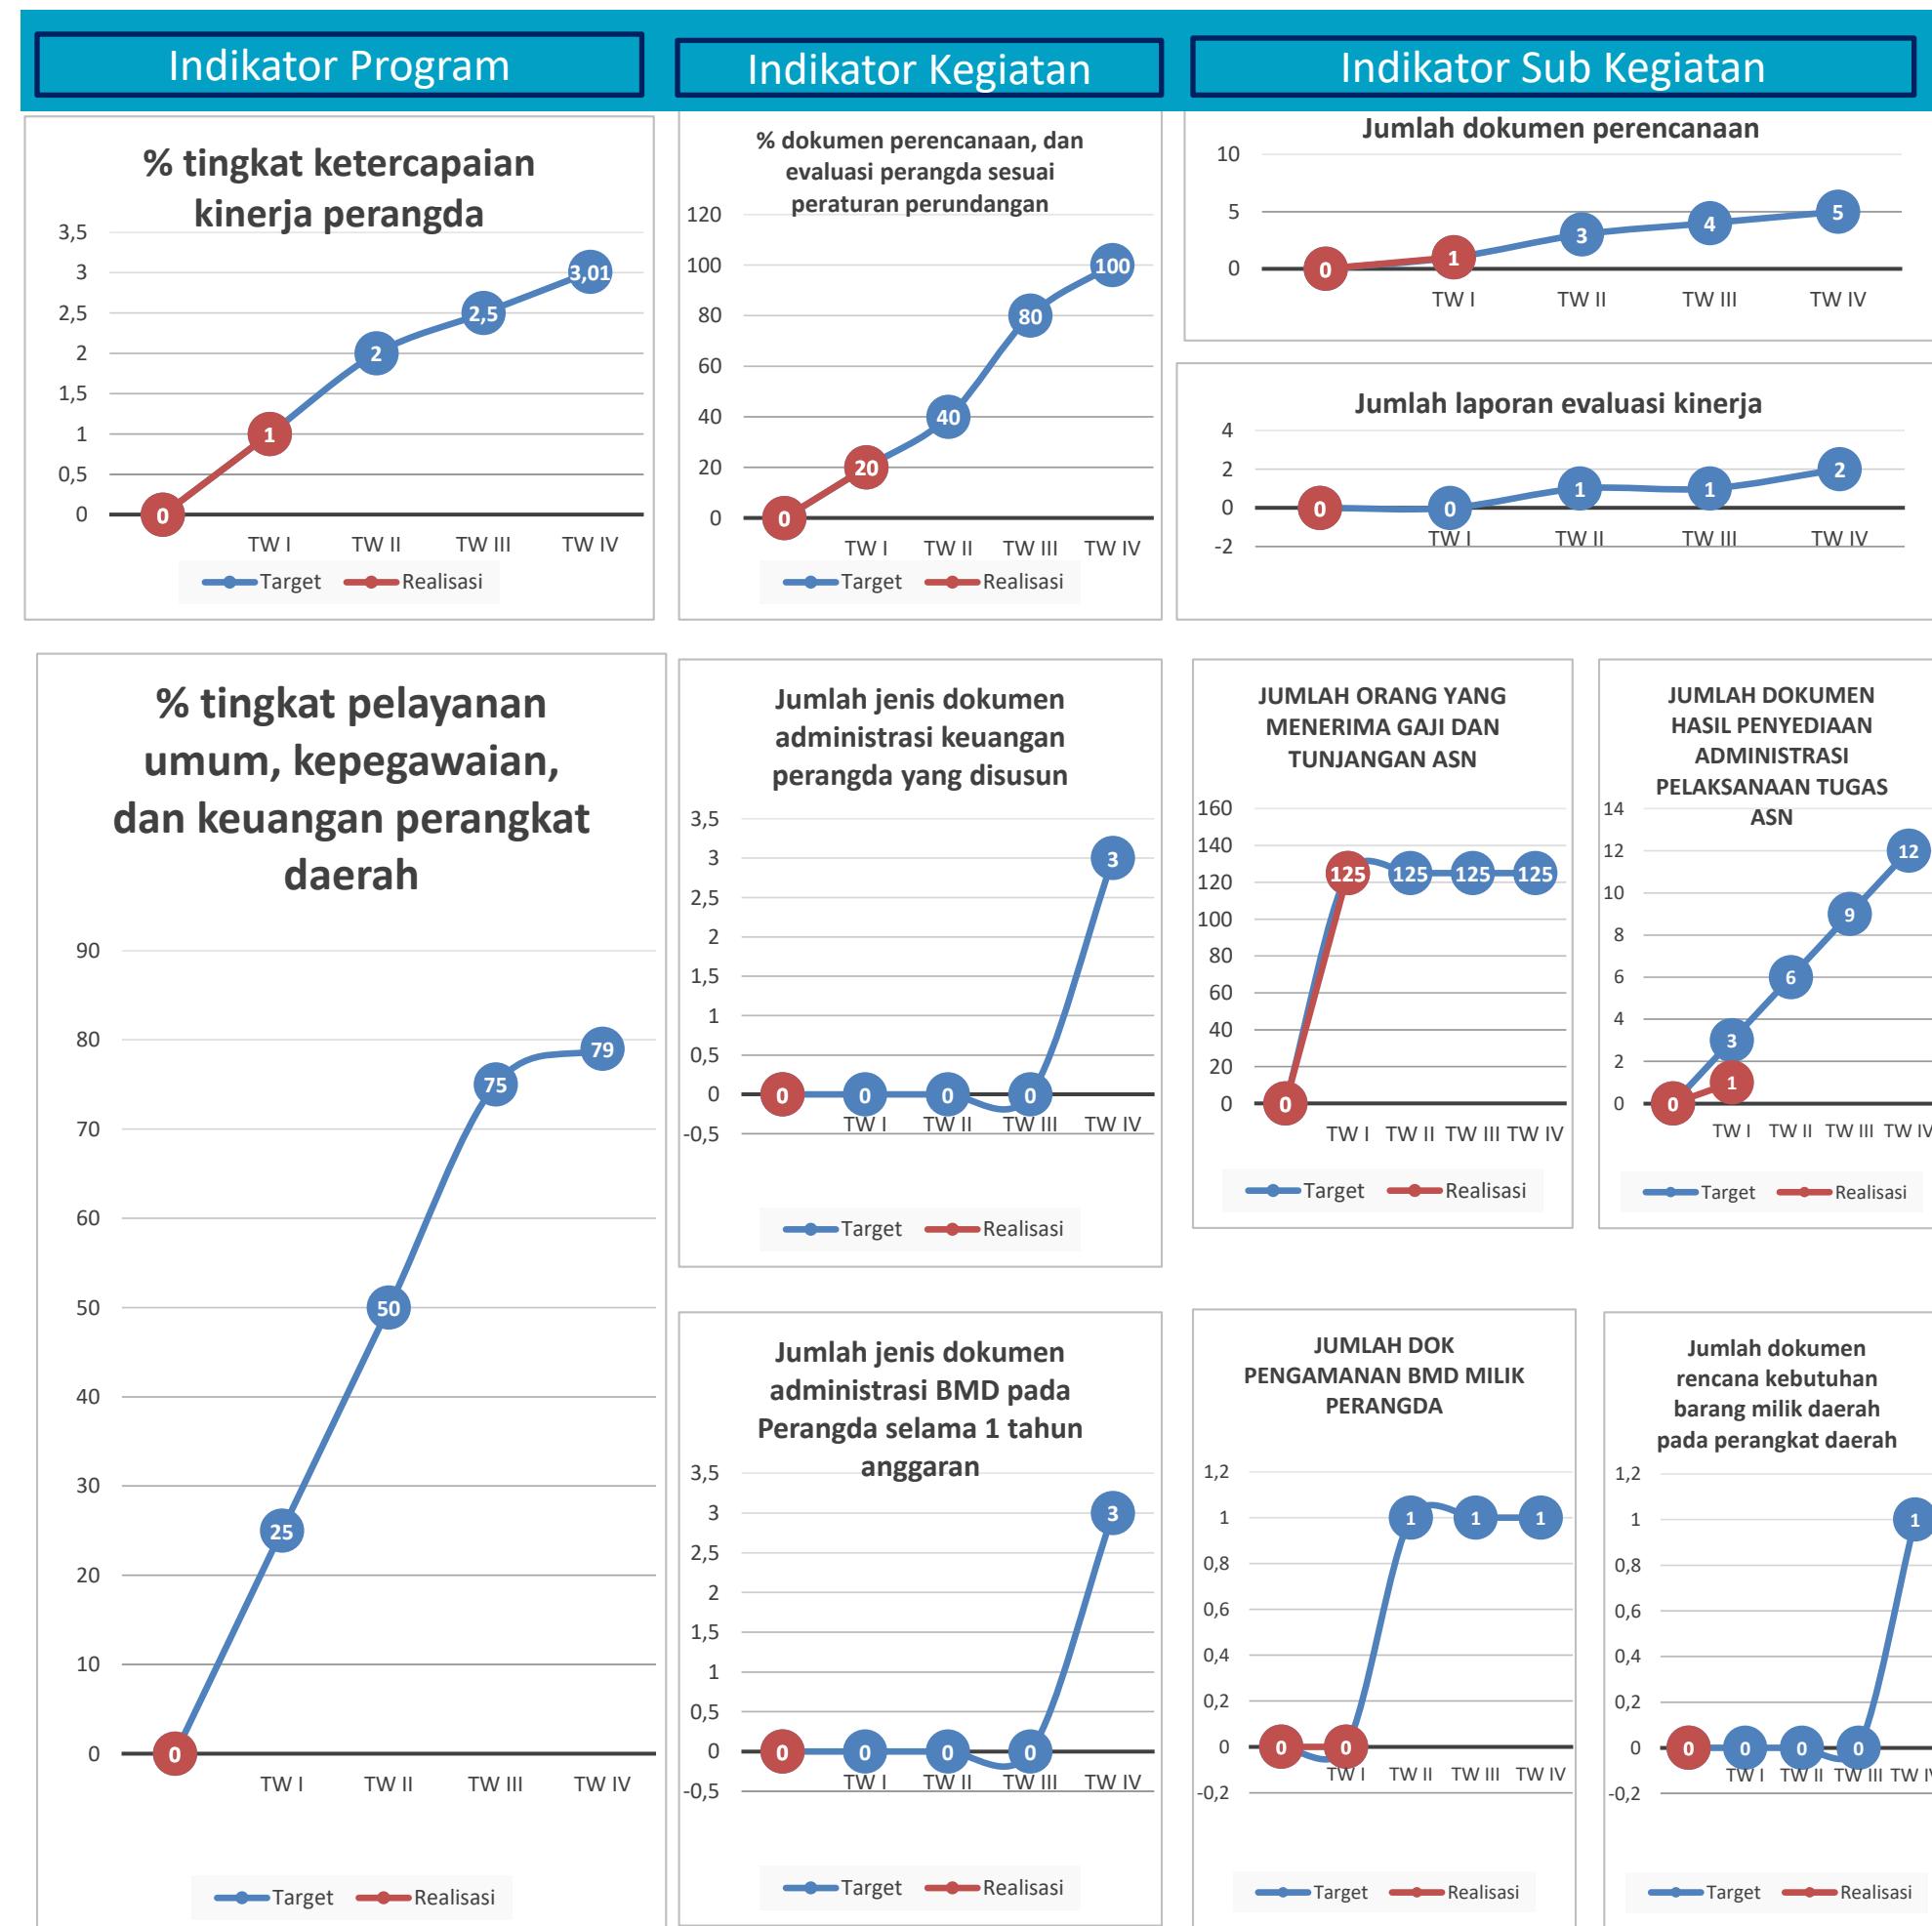 Indikator Program
Indikator Kegiatan
Indikator Sub Kegiatan
% tingkat ketercapaian
kinerja perangda
3,5
3
2,5
2
1,5
1
0,5
0
0
1
2
2,5
3,01
TW I TW II TW III TW IV
Target Realisasi
% dokumen perencanaan, dan
evaluasi perangda sesuai
peraturan perundangan
120
100
80
60
40
20
0
0
20
40
80
100
TW I TW II TW III TW IV
Target Realisasi
Jumlah dokumen perencanaan
10
5
0
0
1
3
4
5
TW I TW II TW III TW IV
Jumlah laporan evaluasi kinerja
4
2
0
-2
0
0
1
1
2
TW I TW II TW III TW IV
% tingkat pelayanan
umum, kepegawaian,
dan keuangan perangkat
daerah
90
80
70
60
50
40
30
20
10
0
0
25
50
75
79
TW I TW II TW III TW IV
Target Realisasi
Jumlah jenis dokumen
administrasi keuangan
perangda yang disusun
3,5
3
2,5
2
1,5
1
0,5
0
-0,5
0
0
0
0
3
TW I TW II TW III TW IV
Target Realisasi
JUMLAH ORANG YANG
MENERIMA GAJI DAN
TUNJANGAN ASN
160
140
120
100
80
60
40
20
0
0
125
125
125
125
TW I TW II TW III TW IV
Target Realisasi
JUMLAH DOKUMEN
HASIL PENYEDIAAN
ADMINISTRASI
PELAKSANAAN TUGAS
ASN
14
12
10
8
6
4
2
0
0
1
3
6
9
12
TW I TW II TW III TW IV
Target Realisasi
Jumlah jenis dokumen
administrasi BMD pada
Perangda selama 1 tahun
anggaran
3,5
3
2,5
2
1,5
1
0,5
0
-0,5
0
0
0
0
3
TW I TW II TW III TW IV
Target Realisasi
JUMLAH DOK
PENGAMANAN BMD MILIK
PERANGDA
1,2
1
0,8
0,6
0,4
0,2
0
-0,2
0
0
1
1
1
TW I TW II TW III TW IV
Target Realisasi
Jumlah dokumen
rencana kebutuhan
barang milik daerah
pada perangkat daerah
1,2
1
0,8
0,6
0,4
0,2
0
-0,2
0
0
0
0
1
TW I TW II TW III TW IV
Target Realisasi